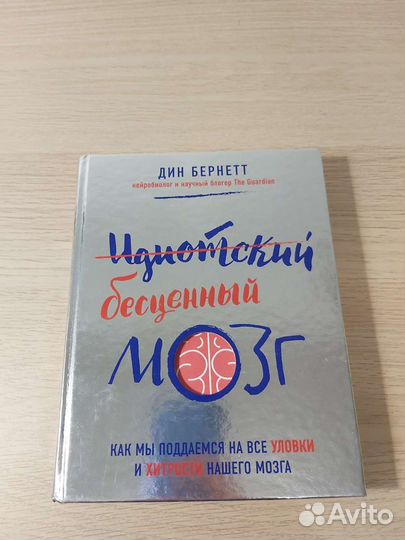 ДИН БЕРНЕТТ
нейробиолог и научный блогер The Guardian
Идиотский
бесценный
мозг
КАК МЫ ПОДДАЕМСЯ НА ВСЕ УЛОВКИ
И ХИТРОСТИ НАШЕГО МОЗГА
Avito